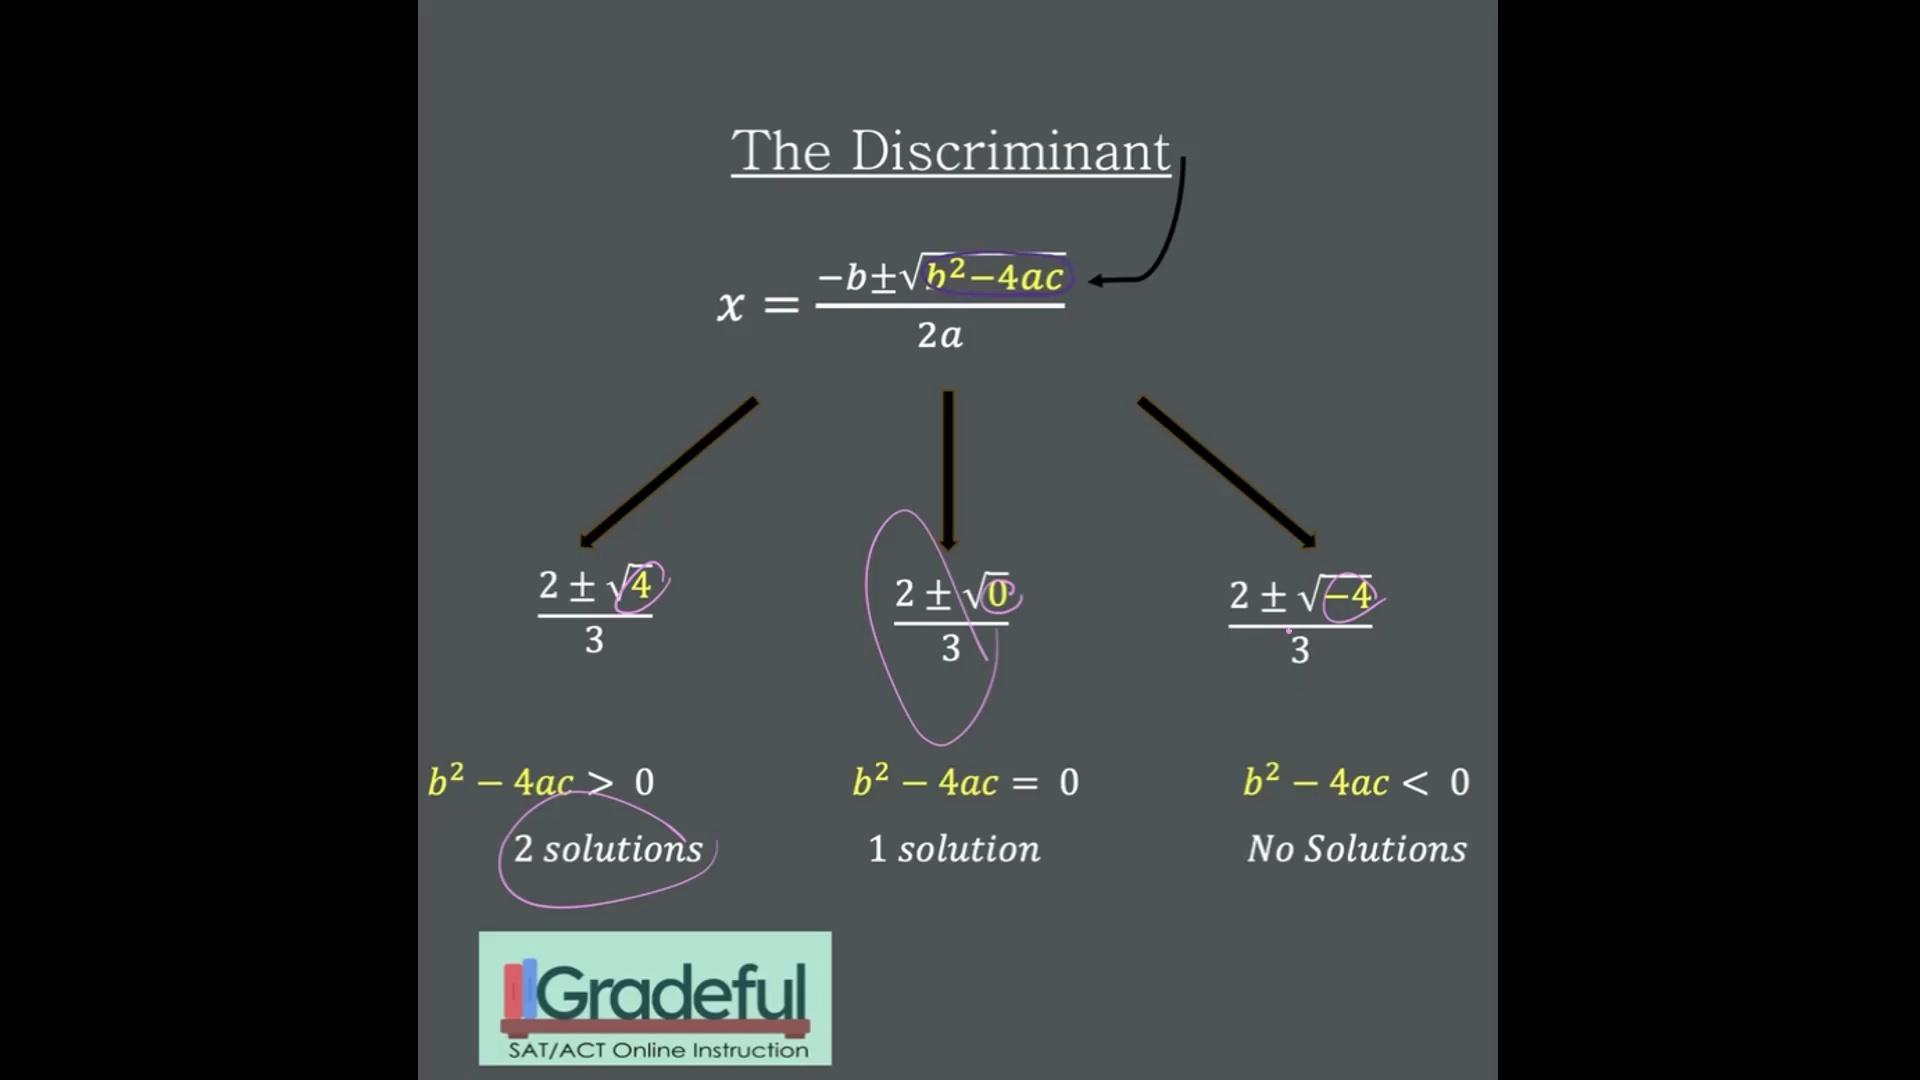 The Discriminant
x = (−b±√(b²−4ac))/(2a)
(2 ± √4)/3
(2 ± √0)/3
(2 ± √−4)/3
b² − 4ac > 0
b² − 4ac = 0
b² − 4ac < 0
2 solutions
1 solution
No Solutions
Gradeful
SAT/ACT Online Instruction